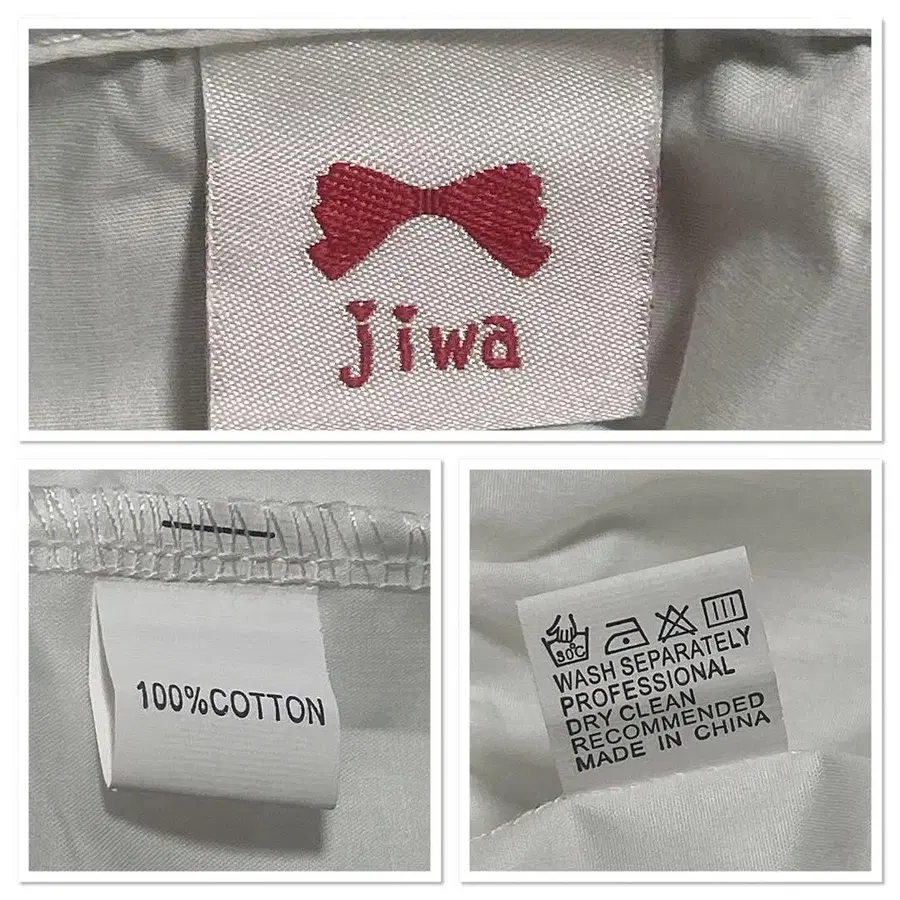 jiwa
100%COTTON
30°C
WASH SEPARATELY
PROFESSIONAL
DRY CLEAN
RECOMMENDED
MADE IN CHINA